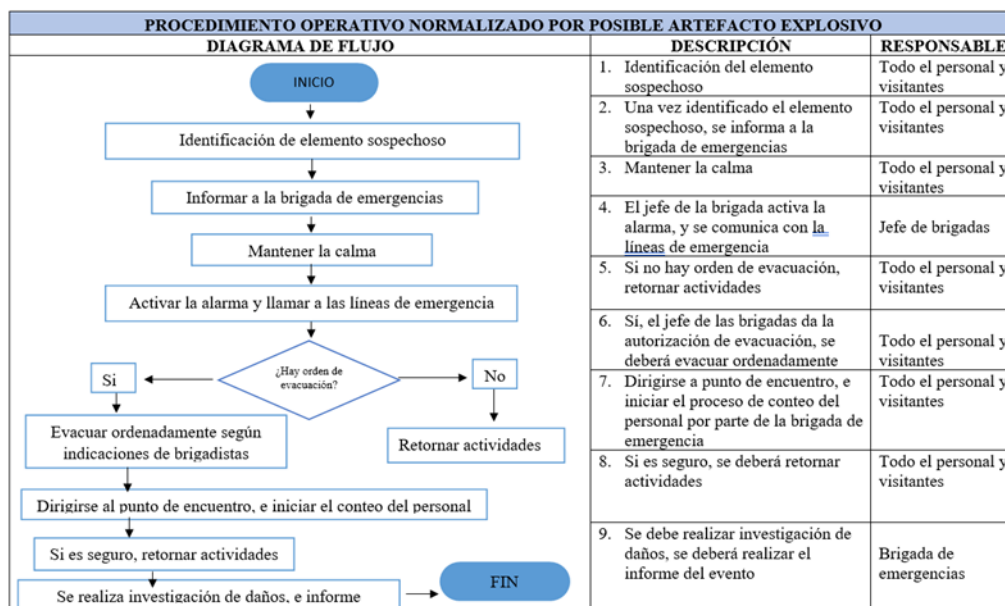 PROCEDIMIENTO OPERATIVO NORMALIZADO POR POSIBLE ARTEFACTO EXPLOSIVO
DIAGRAMA DE FLUJO
DESCRIPCIÓN
RESPONSABLE
INICIO
Identificación de elemento sospechoso
Informar a la brigada de emergencias
Mantener la calma
Activar la alarma y llamar a las líneas de emergencia
¿Hay orden de
evacuación?
Si
No
Evacuar ordenadamente según
indicaciones de brigadistas
Retornar actividades
Dirigirse al punto de encuentro, e iniciar el conteo del personal
Si es seguro, retornar actividades
Se realiza investigación de daños, e informe
FIN
1. Identificación del elemento
sospechoso
Todo el personal y
visitantes
2. Una vez identificado el elemento
sospechoso, se informa a la
brigada de emergencias
Todo el personal y
visitantes
3. Mantener la calma
Todo el personal y
visitantes
4. El jefe de la brigada activa la
alarma, y se comunica con la
líneas de emergencia
Jefe de brigadas
5. Si no hay orden de evacuación,
retornar actividades
Todo el personal y
visitantes
6. Sí, el jefe de las brigadas da la
autorización de evacuación, se
deberá evacuar ordenadamente
Todo el personal y
visitantes
7. Dirigirse a punto de encuentro, e
iniciar el proceso de conteo del
personal por parte de la brigada de
emergencia
Todo el personal y
visitantes
8. Si es seguro, se deberá retornar
actividades
Todo el personal y
visitantes
9. Se debe realizar investigación de
daños, se deberá realizar el
informe del evento
Brigada de
emergencias